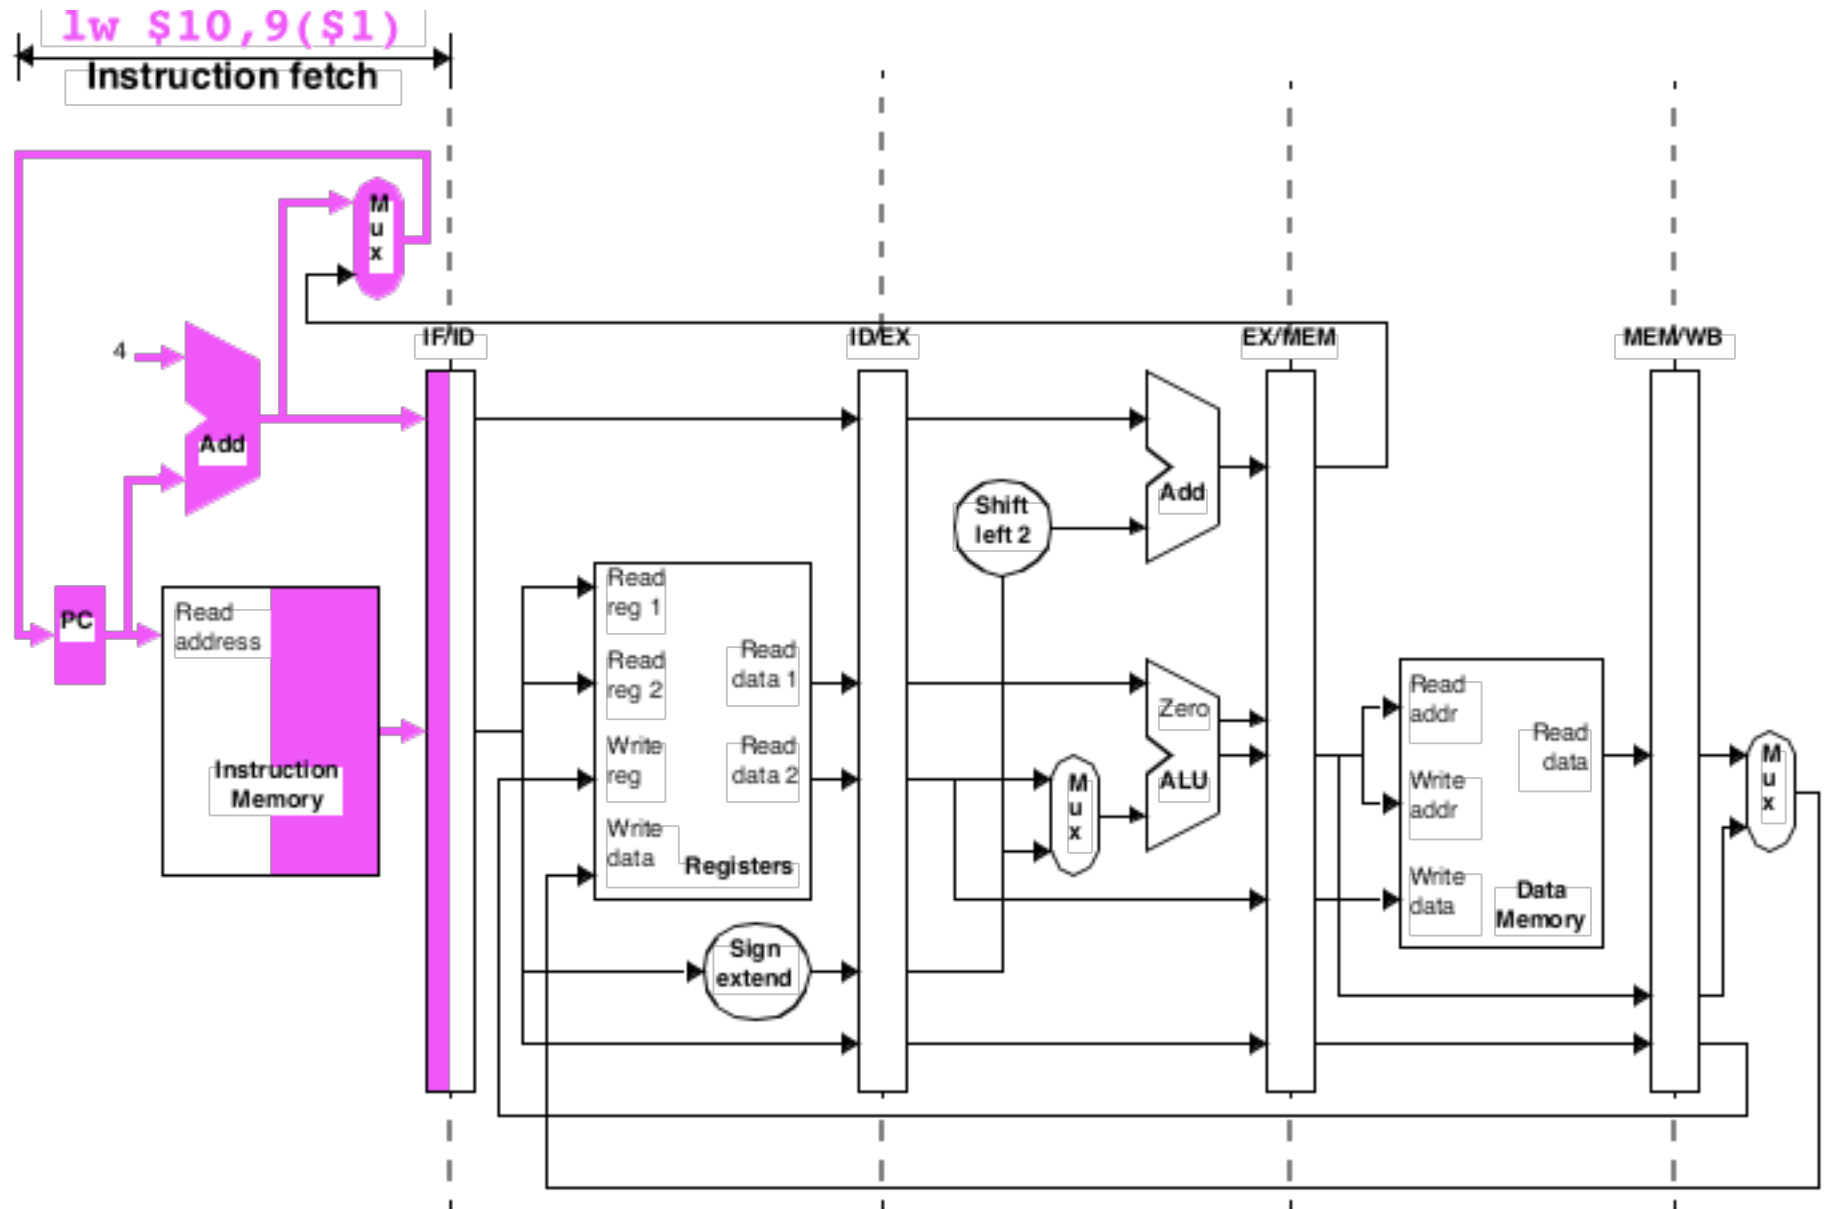 lw $10,9($1)
Instruction fetch
M
u
x
4
Add
IF/ID
ID/EX
EX/MEM
MEM/WB
PC
Read
address
Instruction
Memory
Read
reg 1
Read
reg 2
Write
reg
Write
data
Read
data 1
Read
data 2
Registers
Sign
extend
Shift
left 2
Add
M
u
x
Zero
ALU
Read
addr
Write
addr
Write
data
Read
data
Data
Memory
M
u
x